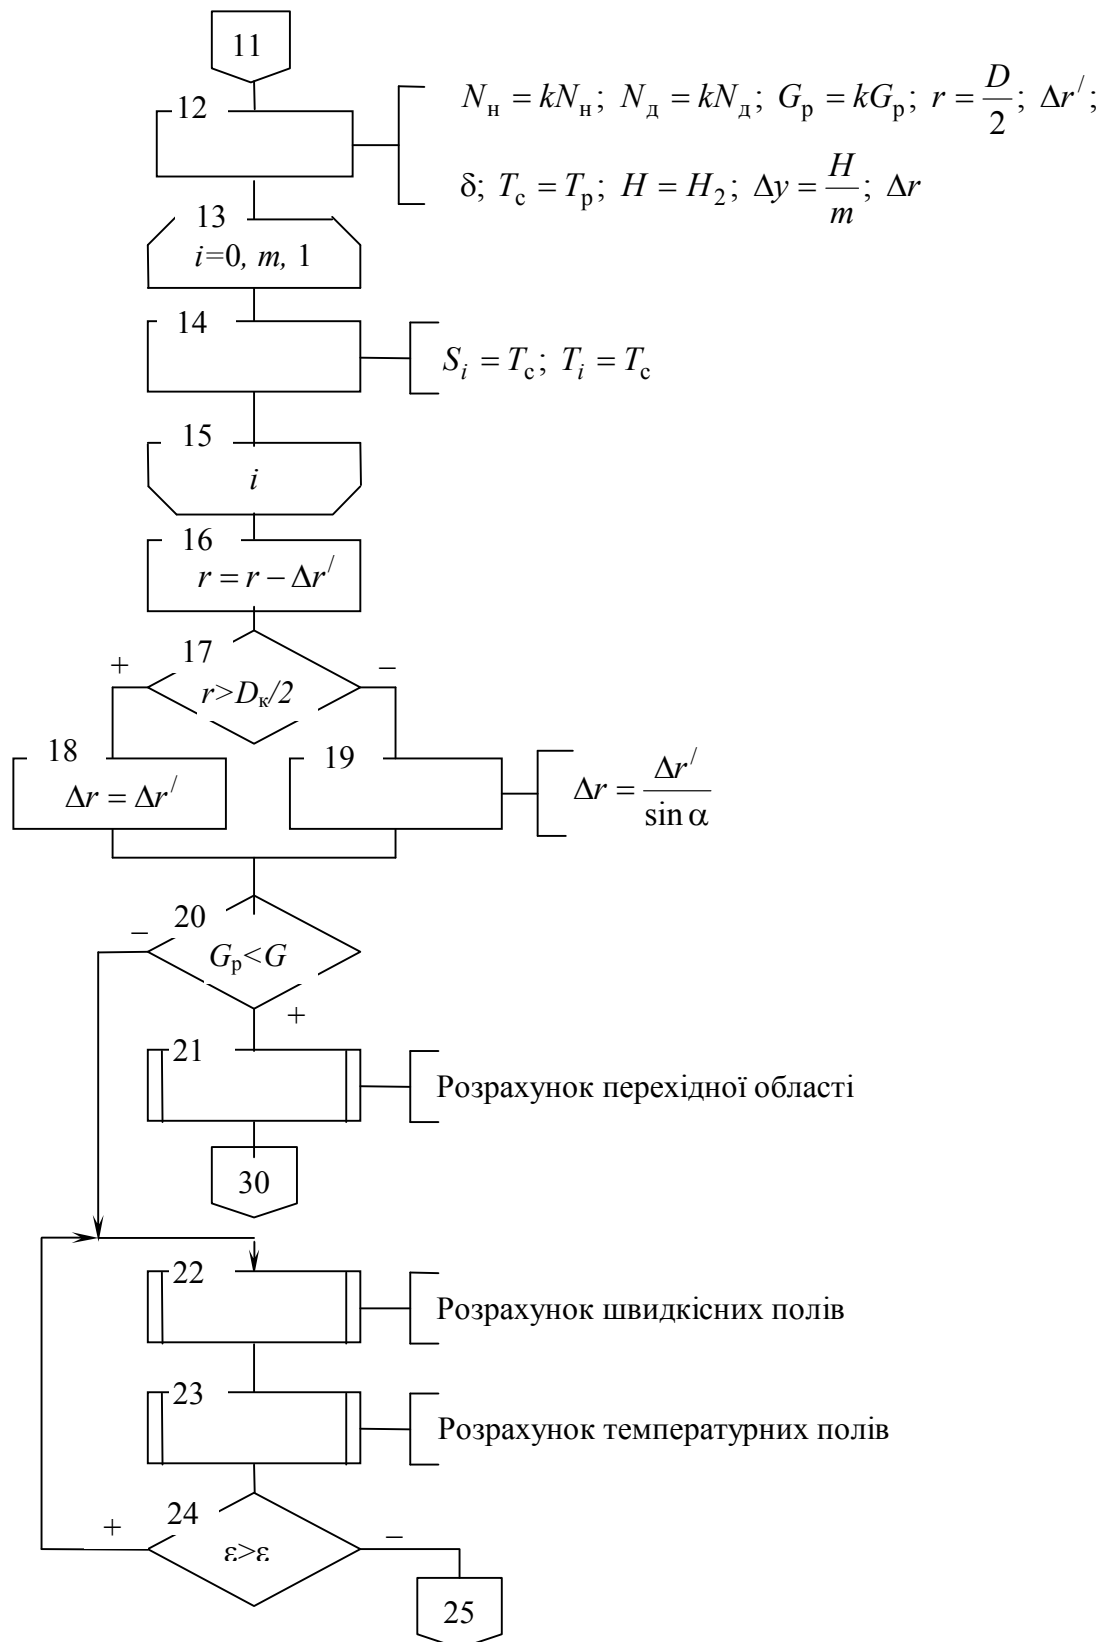 11
12
N_н = kN_н; N_д = kN_д; G_р = kG_р; r = D/2; Δr^/;
δ; T_с = T_р; H = H_2; Δy = H/m; Δr
13
i=0, m, 1
14
S_i = T_с; T_i = T_с
15
i
16
r = r − Δr^/
17
+ −
r>D_к/2
18
Δr = Δr^/
19
Δr = Δr^/ / sin α
20
−
G_р<G
+
21
Розрахунок перехідної області
30
22
Розрахунок швидкісних полів
23
Розрахунок температурних полів
24
+ −
ε>ε
25